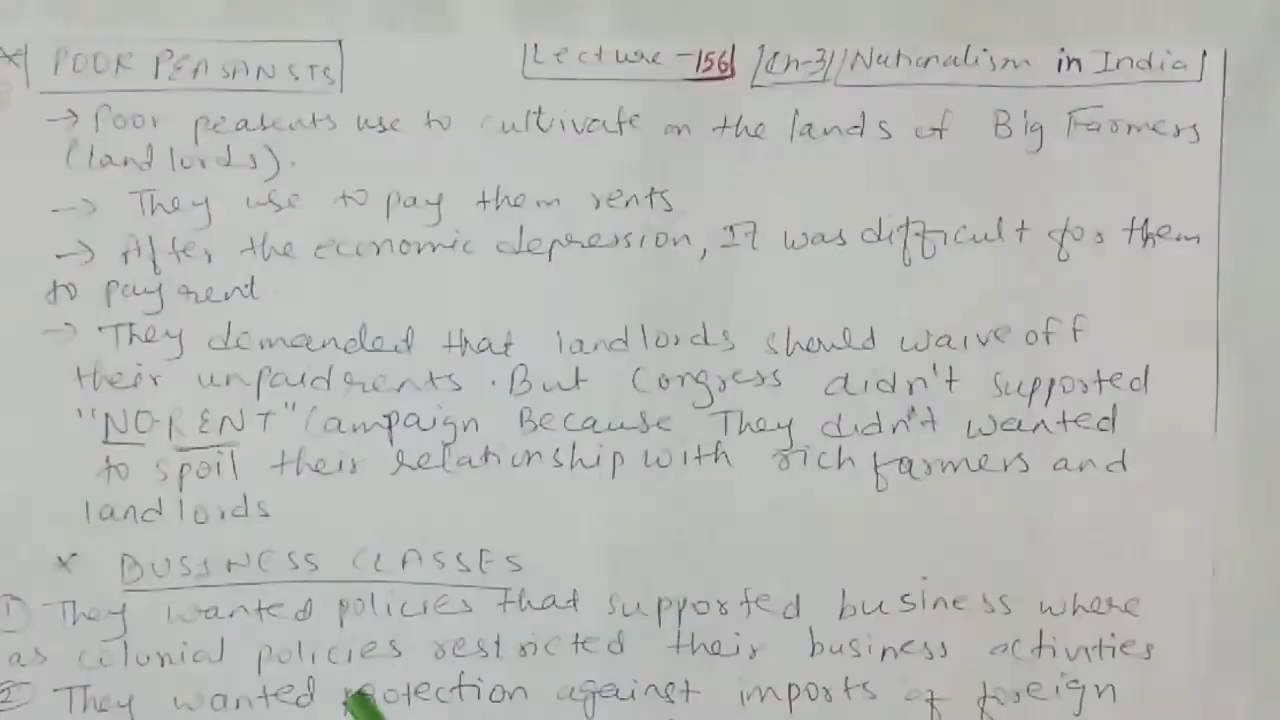 * POOR PEASANSTS
Lecture -156 Ch-3 Nationalism in India
→ Poor peasents use to cultivate on the lands of Big Farmers
(landlords).
→ They use to pay them rents
→ After the economic depression, It was difficult for them
to pay rent
→ They demanded that landlords should waive off
their unpaid rents. But Congress didn't supported
"NO-RENT" Campaign Because They didn't wanted
to spoil their relationship with rich farmers and
landlords
* BUSSINESS CLASSES
① They wanted policies that supported business where
as colonial policies restricted their business activities
② They wanted protection against imports of foreign